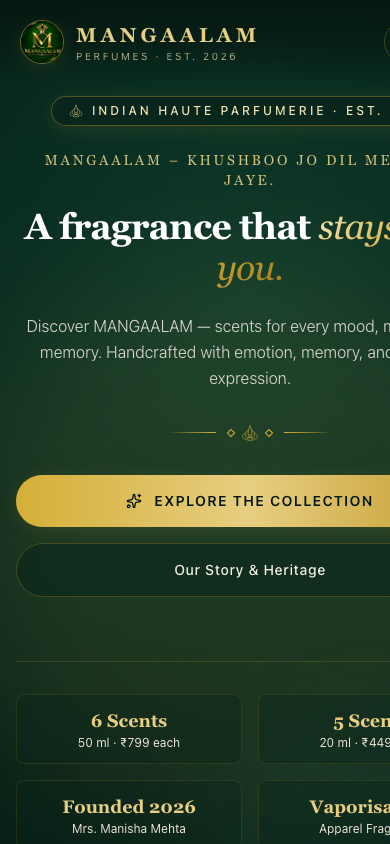 MANGAALAM
PERFUMES · EST. 2026
INDIAN HAUTE PARFUMERIE · EST.
MANGAALAM – KHUSHBOO JO DIL ME
JAYE.
A fragrance that stays
you.
Discover MANGAALAM — scents for every mood,
memory. Handcrafted with emotion, memory, and
expression.
EXPLORE THE COLLECTION
Our Story & Heritage
6 Scents
50 ml · ₹799 each
5 Scen
20 ml · ₹449
Founded 2026
Mrs. Manisha Mehta
Vaporisa
Apparel Frag